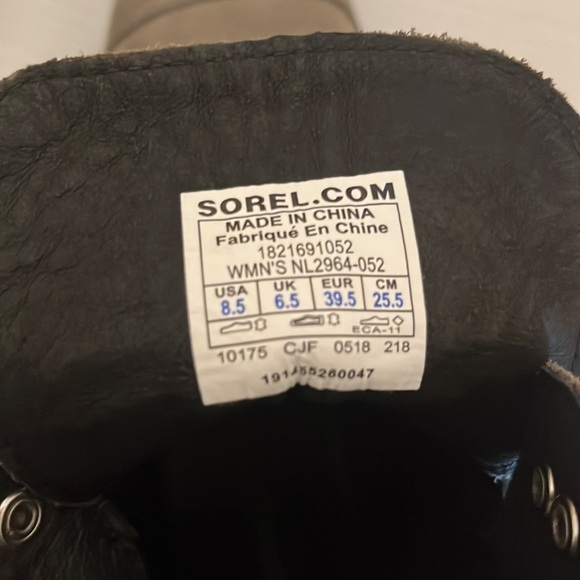 SOREL.COM
MADE IN CHINA
Fabriqué En Chine
1821691052
WMN'S NL2964-052
USA UK EUR CM
8.5 6.5 39.5 25.5
ECA-11
10175 CJF 0518 218